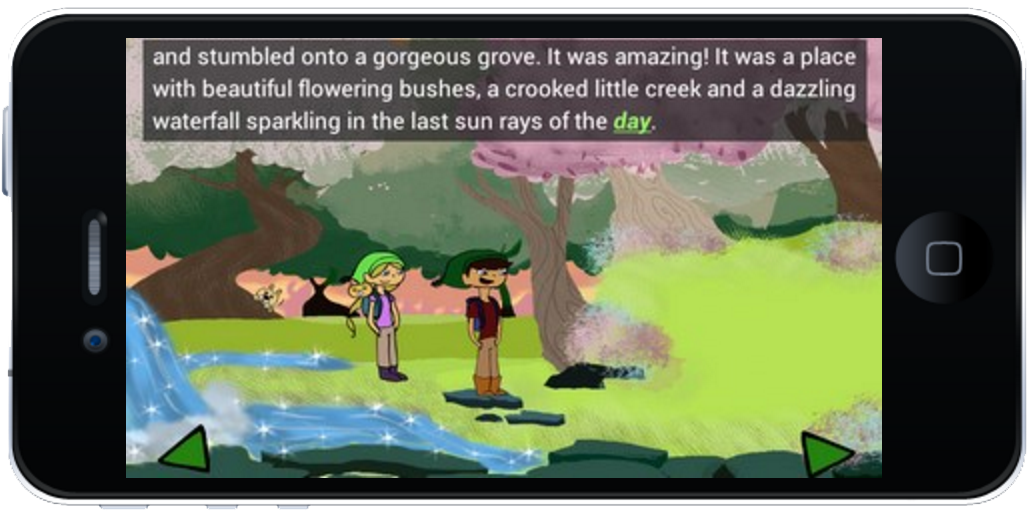 and stumbled onto a gorgeous grove. It was amazing! It was a place
with beautiful flowering bushes, a crooked little creek and a dazzling
waterfall sparkling in the last sun rays of the day.